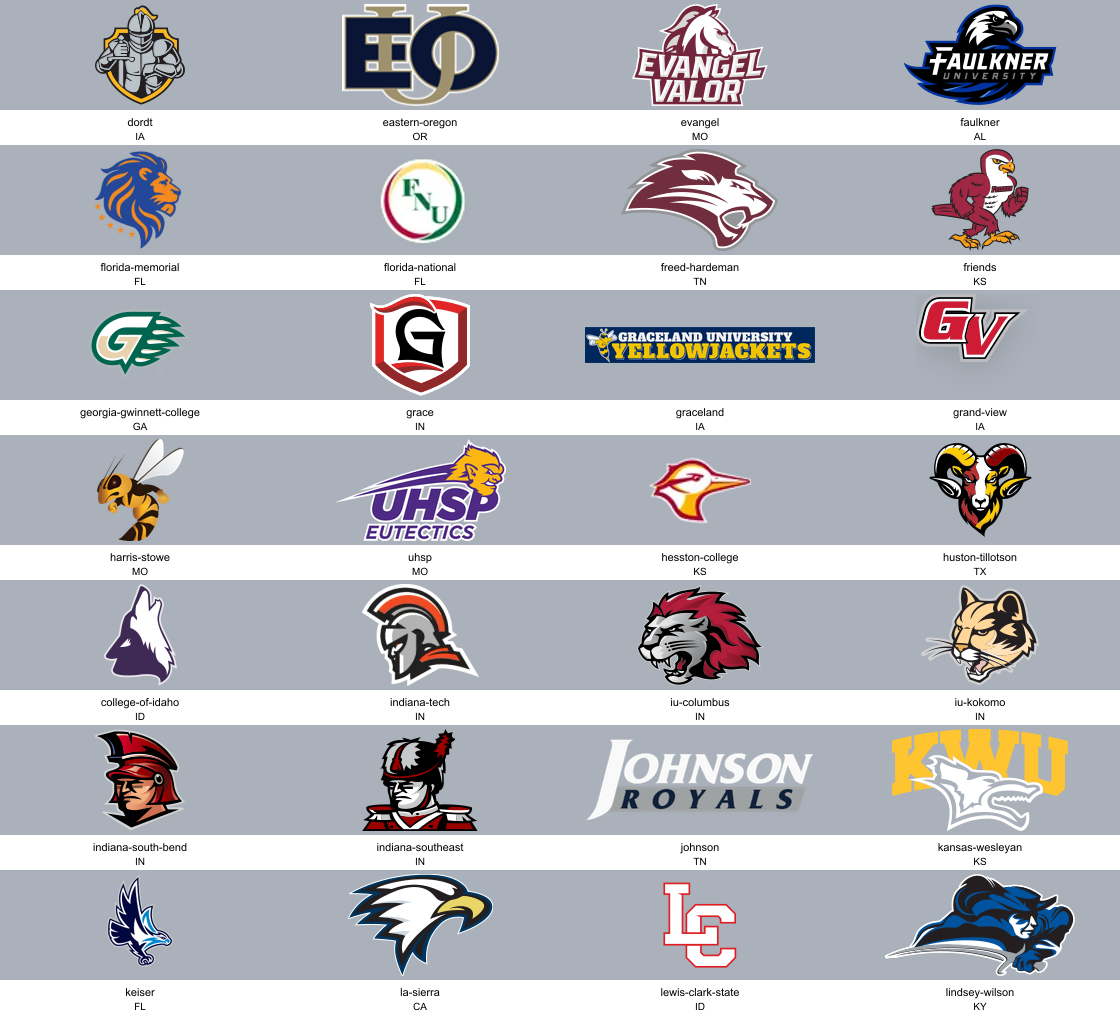 EOU
EVANGEL
VALOR
FAULKNER
UNIVERSITY
dordt
IA
eastern-oregon
OR
evangel
MO
faulkner
AL
FNU
florida-memorial
FL
florida-national
FL
freed-hardeman
TN
friends
KS
G
G
GRACELAND UNIVERSITY
YELLOWJACKETS
GV
georgia-gwinnett-college
GA
grace
IN
graceland
IA
grand-view
IA
UHSP
EUTECTICS
harris-stowe
MO
uhsp
MO
hesston-college
KS
huston-tillotson
TX
college-of-idaho
ID
indiana-tech
IN
iu-columbus
IN
iu-kokomo
IN
JOHNSON
ROYALS
KWU
indiana-south-bend
IN
indiana-southeast
IN
johnson
TN
kansas-wesleyan
KS
LC
keiser
FL
la-sierra
CA
lewis-clark-state
ID
lindsey-wilson
KY